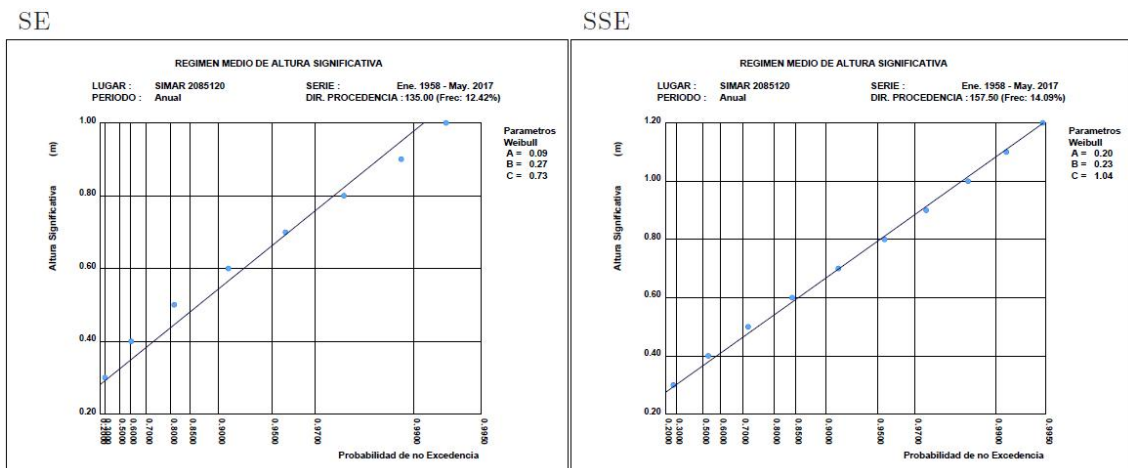 SE
REGIMEN MEDIO DE ALTURA SIGNIFICATIVA
LUGAR : SIMAR 2085120 SERIE : Ene. 1958 - May. 2017
PERIODO : Anual DIR. PROCEDENCIA : 135.00 (Frec: 12.42%)
1.00
0.80
0.60
0.40
0.20
(m)
Altura Significativa
Parametros
Weibull
A = 0.09
B = 0.27
C = 0.73
0.2000
0.5000
0.6000
0.7000
0.8000
0.8500
0.9000
0.9500
0.9700
0.9900
0.9950
Probabilidad de no Excedencia
SSE
REGIMEN MEDIO DE ALTURA SIGNIFICATIVA
LUGAR : SIMAR 2085120 SERIE : Ene. 1958 - May. 2017
PERIODO : Anual DIR. PROCEDENCIA : 157.50 (Frec: 14.09%)
1.20
1.00
0.80
0.60
0.40
0.20
(m)
Altura Significativa
Parametros
Weibull
A = 0.20
B = 0.23
C = 1.04
0.2000
0.3000
0.5000
0.6000
0.7000
0.8000
0.8500
0.9000
0.9500
0.9700
0.9900
0.9950
Probabilidad de no Excedencia